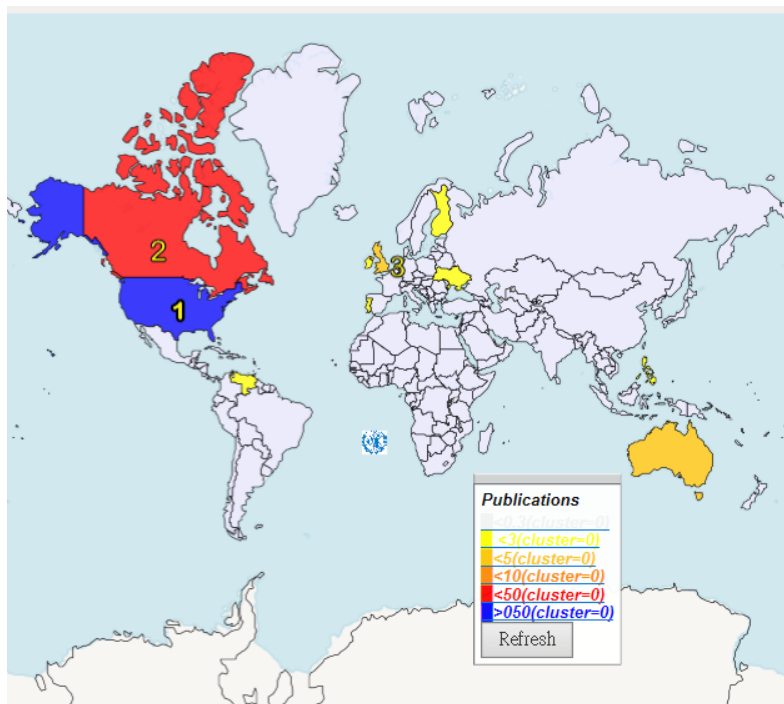 2
3
1
Publications
<0.3(cluster=0)
<3(cluster=0)
<5(cluster=0)
<10(cluster=0)
<50(cluster=0)
>050(cluster=0)
Refresh